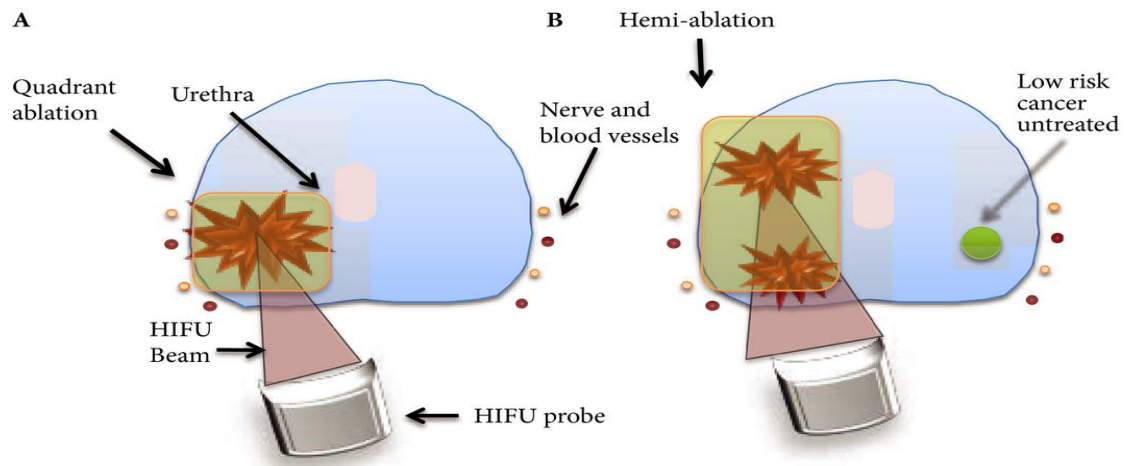 A
Quadrant
ablation
Urethra
Nerve and
blood vessels
HIFU
Beam
HIFU probe
B
Hemi-ablation
Low risk
cancer
untreated